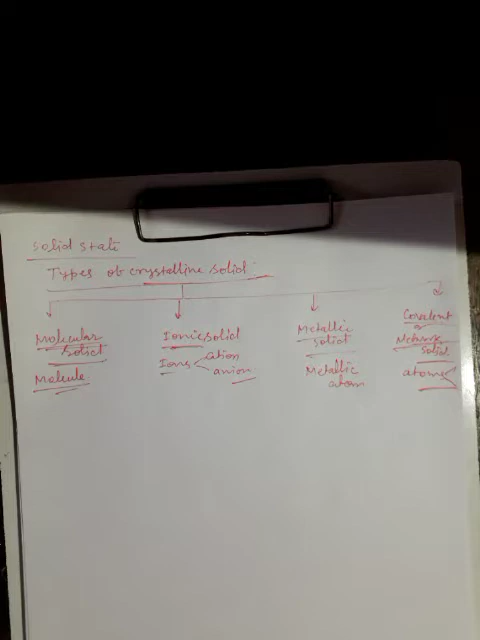 Solid state
Types of crystalline solid :
Molecular
solid
Molecule
Ionic solid
Ions
cation
anion
Metallic
solid
Metallic
atom
Covalent
or
Network
solid
atoms